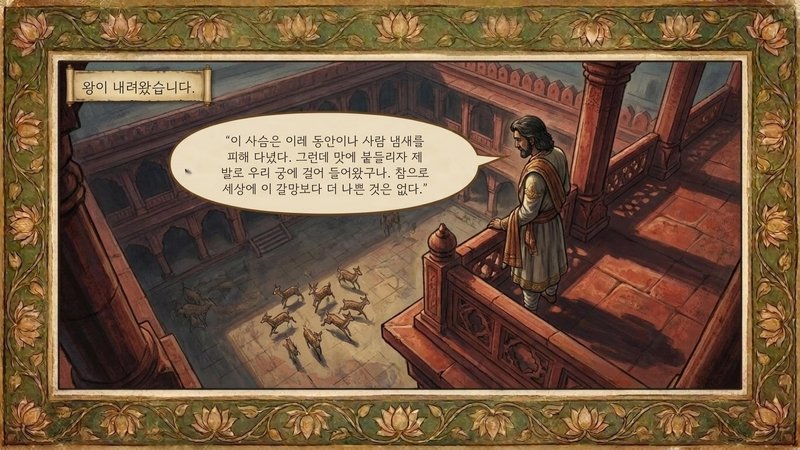 왕이 내려왔습니다.
“이 사슴은 이레 동안이나 사람 냄새를
피해 다녔다. 그런데 맛에 붙들리자 제
발로 우리 궁에 걸어 들어왔구나. 참으로
세상에 이 갈망보다 더 나쁜 것은 없다.”